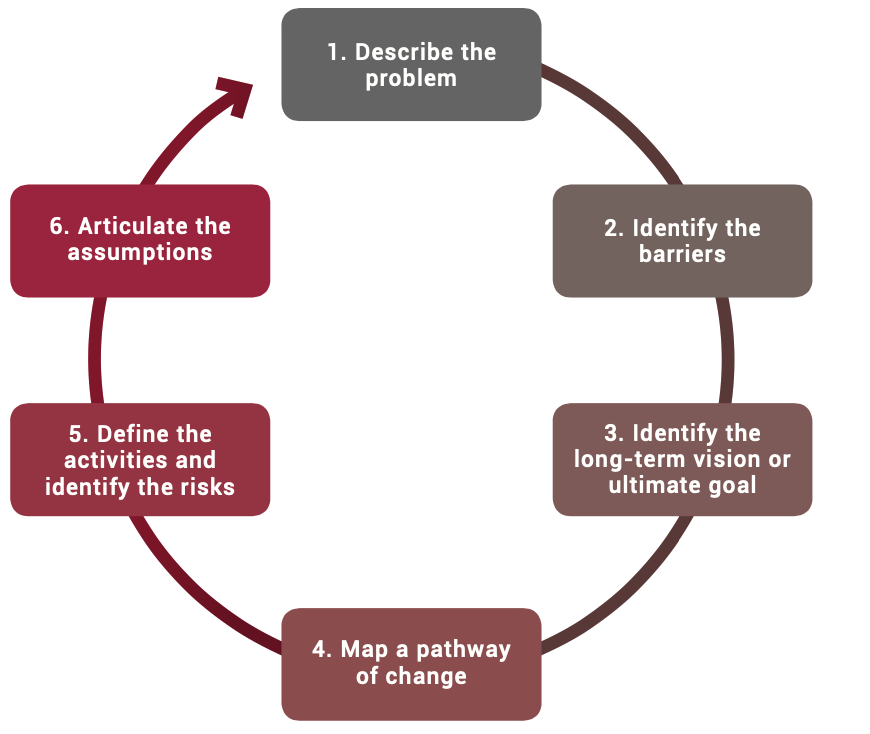 1. Describe the
problem
2. Identify the
barriers
3. Identify the
long-term vision or
ultimate goal
4. Map a pathway
of change
5. Define the
activities and
identify the risks
6. Articulate the
assumptions